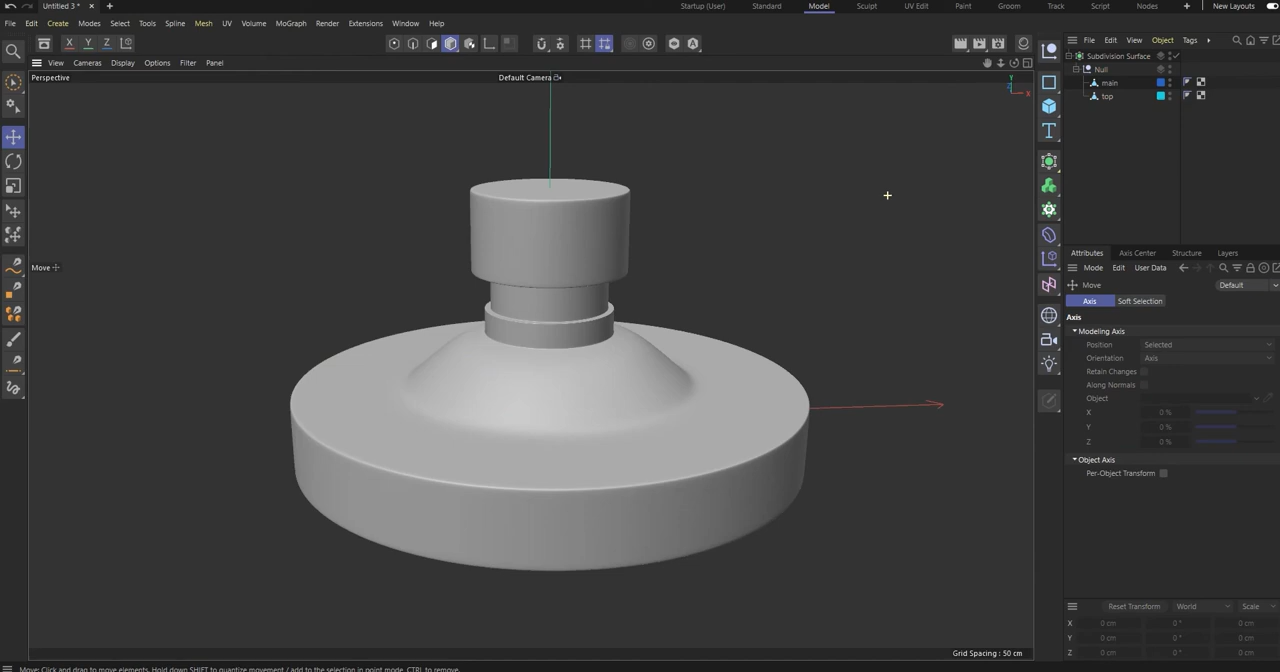 Untitled 3 *
Startup (User)
Standard
Model
Sculpt
UV Edit
Paint
Groom
Track
Script
Nodes
New Layouts
File Edit Create Modes Select Tools Spline Mesh UV Volume MoGraph Render Extensions Window Help
X Y Z
File Edit Object Tags
View Cameras Display Options Filter Panel
Perspective
Default Camera
Y
X
Subdivision Surface
Null
main
top
Move
Attributes Axis Center Structure Layers
Mode Edit User Data
Move
Default
Axis Soft Selection
Axis
Modeling Axis
Position Selected
Orientation Axis
Retain Changes
Along Normals
Object
X 0 %
Y 0 %
Z 0 %
Object Axis
Per-Object Transform
Reset Transform World Scale
X 0 cm 0 ° 0 cm
Y 0 cm 0 ° 0 cm
Z 0 cm 0 ° 0 cm
Grid Spacing : 50 cm
Move: Click and drag to move elements. Hold down SHIFT to quantize movement / add to the selection in point mode, CTRL to remove.